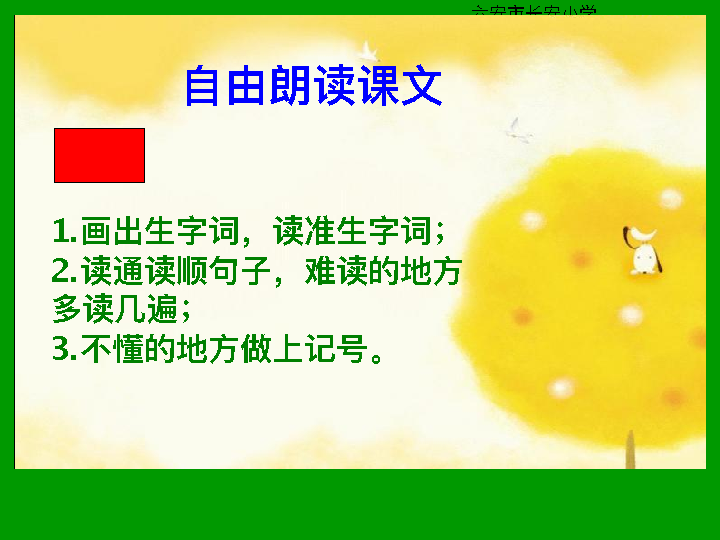 六安市长安小学
自由朗读课文
1.画出生字词，读准生字词；
2.读通读顺句子，难读的地方
多读几遍；
3.不懂的地方做上记号。